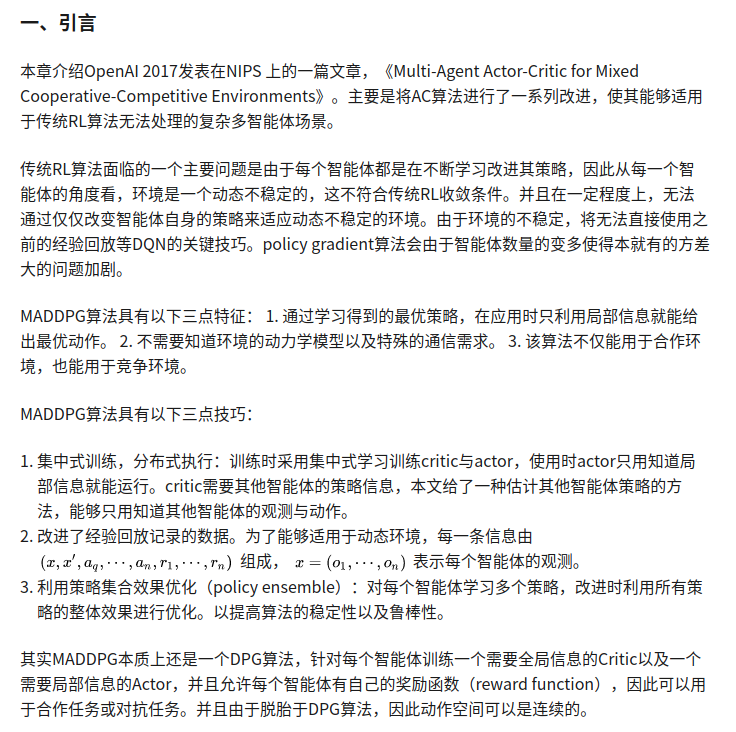 一、引言
本章介绍OpenAI 2017发表在NIPS 上的一篇文章，《Multi-Agent Actor-Critic for Mixed
Cooperative-Competitive Environments》。主要是将AC算法进行了一系列改进，使其能够适用
于传统RL算法无法处理的复杂多智能体场景。
传统RL算法面临的一个主要问题是由于每个智能体都是在不断学习改进其策略，因此从每一个智
能体的角度看，环境是一个动态不稳定的，这不符合传统RL收敛条件。并且在一定程度上，无法
通过仅仅改变智能体自身的策略来适应动态不稳定的环境。由于环境的不稳定，将无法直接使用之
前的经验回放等DQN的关键技巧。policy gradient算法会由于智能体数量的变多使得本就有的方差
大的问题加剧。
MADDPG算法具有以下三点特征： 1. 通过学习得到的最优策略，在应用时只利用局部信息就能给
出最优动作。 2. 不需要知道环境的动力学模型以及特殊的通信需求。 3. 该算法不仅能用于合作环
境，也能用于竞争环境。
MADDPG算法具有以下三点技巧：
1. 集中式训练，分布式执行：训练时采用集中式学习训练critic与actor，使用时actor只用知道局
部信息就能运行。critic需要其他智能体的策略信息，本文给了一种估计其他智能体策略的方
法，能够只用知道其他智能体的观测与动作。
2. 改进了经验回放记录的数据。为了能够适用于动态环境，每一条信息由
(x, x′, a_q, ⋯, a_n, r_1, ⋯, r_n) 组成， x = (o_1, ⋯, o_n) 表示每个智能体的观测。
3. 利用策略集合效果优化（policy ensemble）：对每个智能体学习多个策略，改进时利用所有策
略的整体效果进行优化。以提高算法的稳定性以及鲁棒性。
其实MADDPG本质上还是一个DPG算法，针对每个智能体训练一个需要全局信息的Critic以及一个
需要局部信息的Actor，并且允许每个智能体有自己的奖励函数（reward function），因此可以用
于合作任务或对抗任务。并且由于脱胎于DPG算法，因此动作空间可以是连续的。